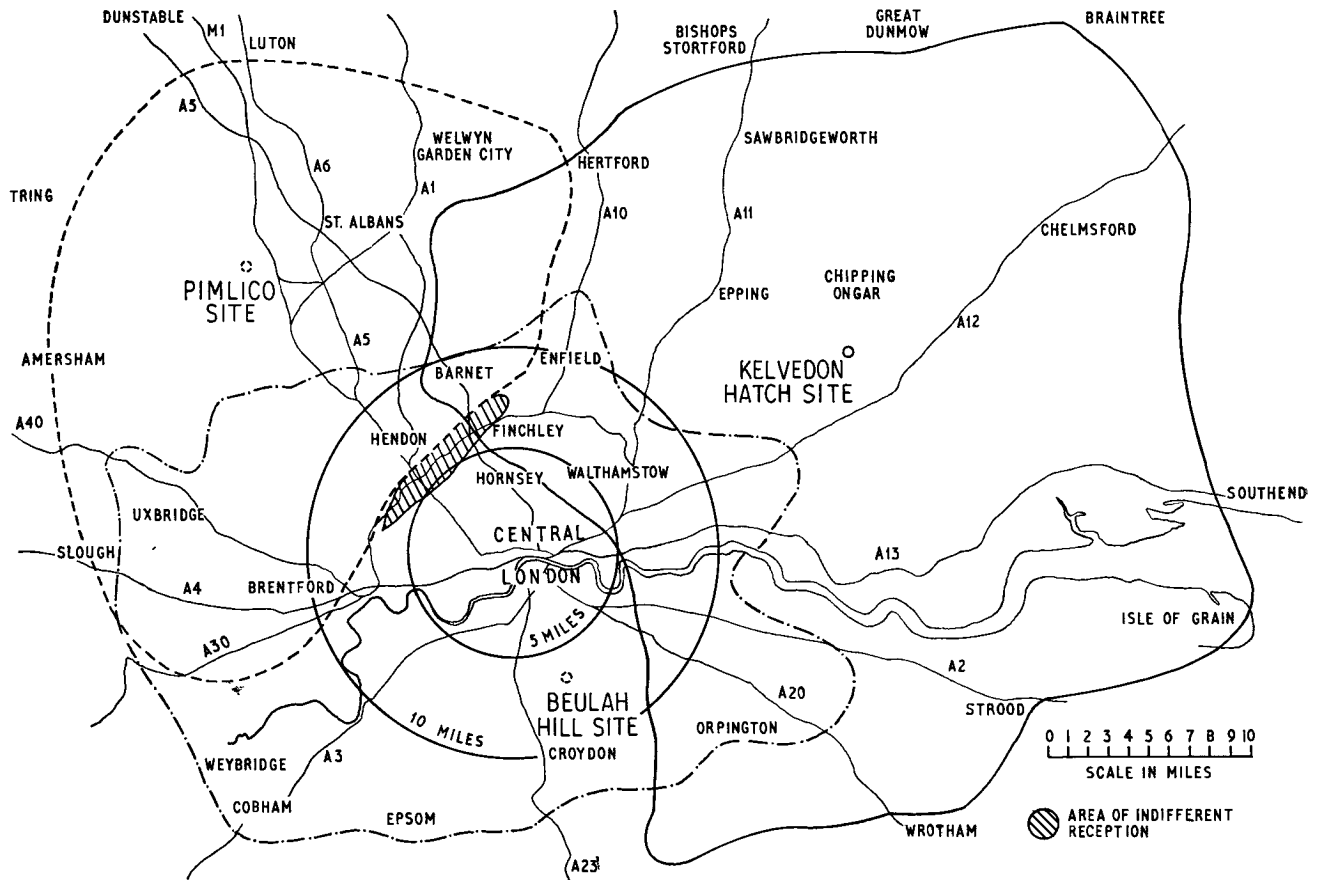 DUNSTABLE
M1
LUTON
BISHOPS
STORTFORD
GREAT
DUNMOW
BRAINTREE
A5
WELWYN
GARDEN CITY
SAWBRIDGEWORTH
A6
HERTFORD
TRING
A1
ST. ALBANS
A10
A11
CHELMSFORD
PIMLICO
SITE
EPPING
CHIPPING
ONGAR
A12
AMERSHAM
A5
BARNET
ENFIELD
KELVEDON
HATCH SITE
A40
HENDON
FINCHLEY
HORNSEY
WALTHAMSTOW
SOUTHEND
UXBRIDGE
CENTRAL
LONDON
SLOUGH
A4
BRENTFORD
A13
A30
5 MILES
ISLE OF GRAIN
A2
BEULAH
HILL SITE
A20
STROOD
10 MILES
ORPINGTON
WEYBRIDGE
A3
CROYDON
0 1 2 3 4 5 6 7 8 9 10
SCALE IN MILES
COBHAM
EPSOM
WROTHAM
AREA OF INDIFFERENT
RECEPTION
A23